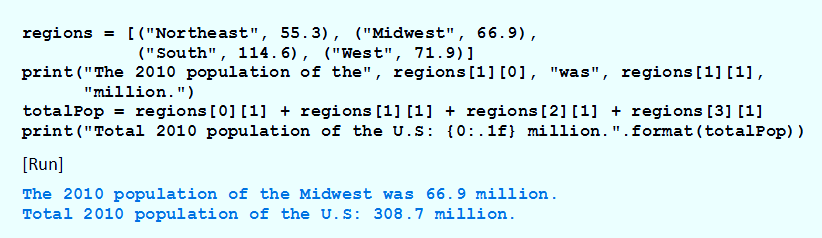 regions = [("Northeast", 55.3), ("Midwest", 66.9),
("South", 114.6), ("West", 71.9)]
print("The 2010 population of the", regions[1][0], "was", regions[1][1],
"million.")
totalPop = regions[0][1] + regions[1][1] + regions[2][1] + regions[3][1]
print("Total 2010 population of the U.S: {0:.1f} million.".format(totalPop))
[Run]
The 2010 population of the Midwest was 66.9 million.
Total 2010 population of the U.S: 308.7 million.